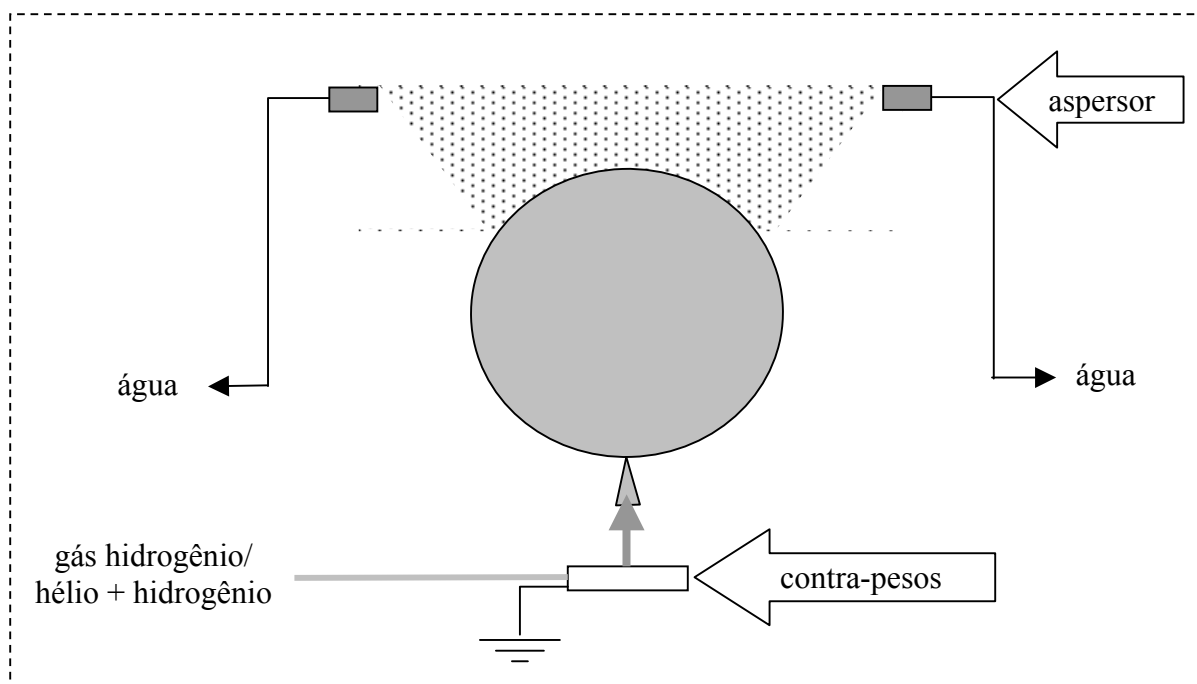 aspersor
água
água
gás hidrogênio/
hélio + hidrogênio
contra-pesos